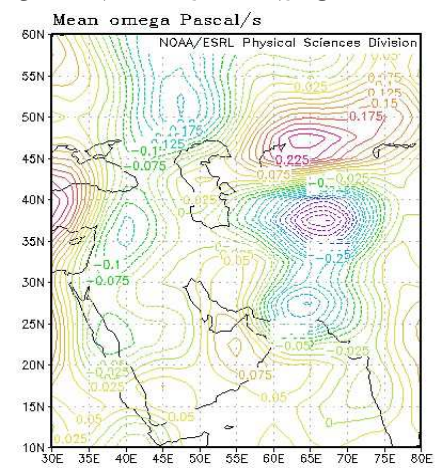 Mean omega Pascal/s
NOAA/ESRL Physical Sciences Division
60N
55N
50N
45N
40N
35N
30N
25N
20N
15N
10N
0.025
0.175
0.125
0.15
0.175
-0.175
-0.1
-0.075
0.225
0.075
-0.025
-0.1
-0.075
0.05
-0.25
-0.05
-0.025
0.075
0.05
0.025
0.05
0.025
0
30E
35E
40E
45E
50E
55E
60E
65E
70E
75E
80E